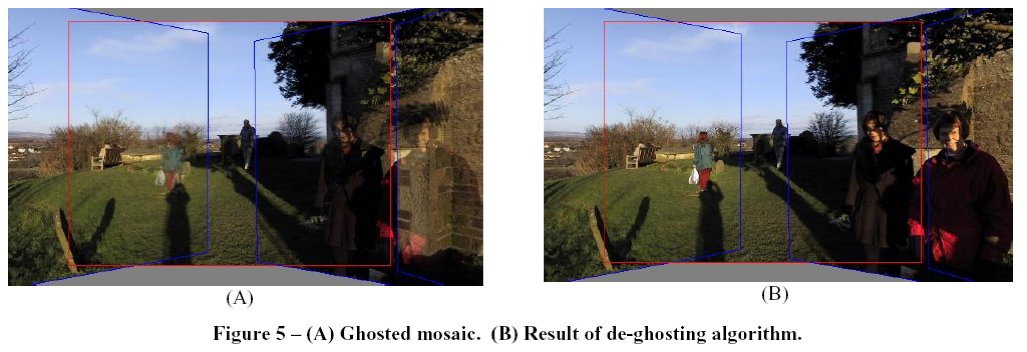 (A)
(B)
Figure 5 – (A) Ghosted mosaic. (B) Result of de-ghosting algorithm.